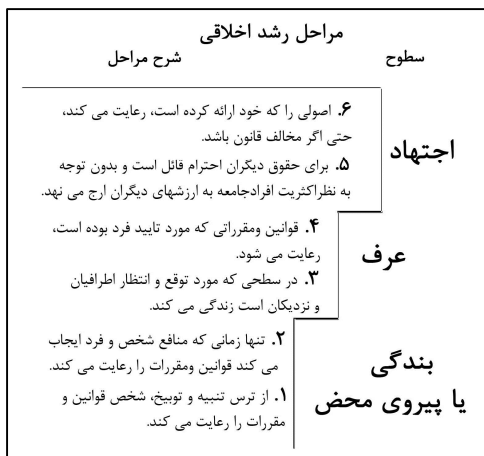 مراحل رشد اخلاقی
سطوح
شرح مراحل
۶. اصولی را که خود ارائه کرده است، رعایت می کند،
حتی اگر مخالف قانون باشد.
۵. برای حقوق دیگران احترام قائل است و بدون توجه
به نظراکثریت افرادجامعه به ارزشهای دیگران ارج می نهد.
اجتهاد
۴. قوانین ومقرراتی که مورد تایید فرد بوده است،
رعایت می شود.
۳. در سطحی که مورد توقع و انتظار اطرافیان
و نزدیکان است زندگی می کند.
عرف
۲. تنها زمانی که منافع شخص و فرد ایجاب
می کند قوانین ومقررات را رعایت می کند.
۱. از ترس تنبیه و توبیخ، شخص قوانین و
مقررات را رعایت می کند.
بندگی
یا پیروی محض